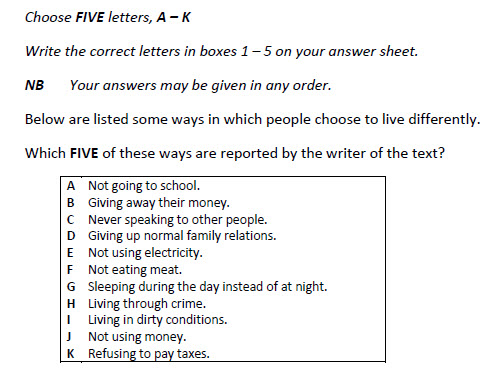 Choose FIVE letters, A – K
Write the correct letters in boxes 1 – 5 on your answer sheet.
NB Your answers may be given in any order.
Below are listed some ways in which people choose to live differently.
Which FIVE of these ways are reported by the writer of the text?
A Not going to school.
B Giving away their money.
C Never speaking to other people.
D Giving up normal family relations.
E Not using electricity.
F Not eating meat.
G Sleeping during the day instead of at night.
H Living through crime.
I Living in dirty conditions.
J Not using money.
K Refusing to pay taxes.